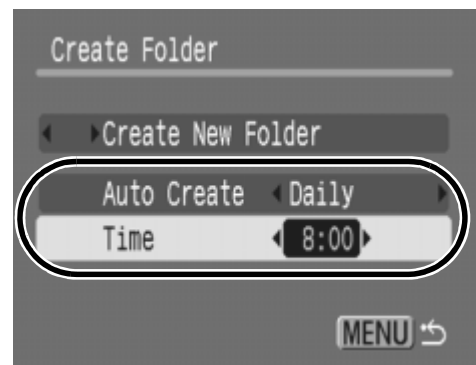 Create Folder
Create New Folder
Auto Create Daily
Time 8:00
MENU